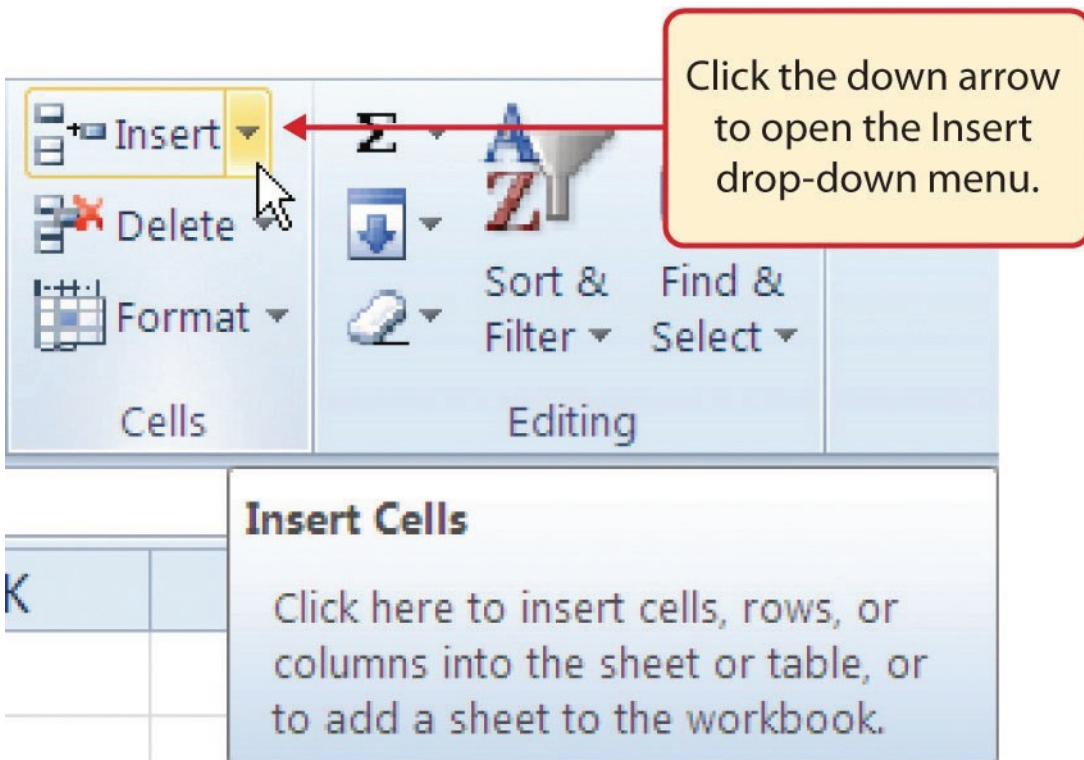 Click the down arrow
to open the Insert
drop-down menu.
Insert
Delete
Format
Cells
Σ
A
Z
Sort &
Filter
Find &
Select
Editing
Insert Cells
Click here to insert cells, rows, or
columns into the sheet or table, or
to add a sheet to the workbook.
K